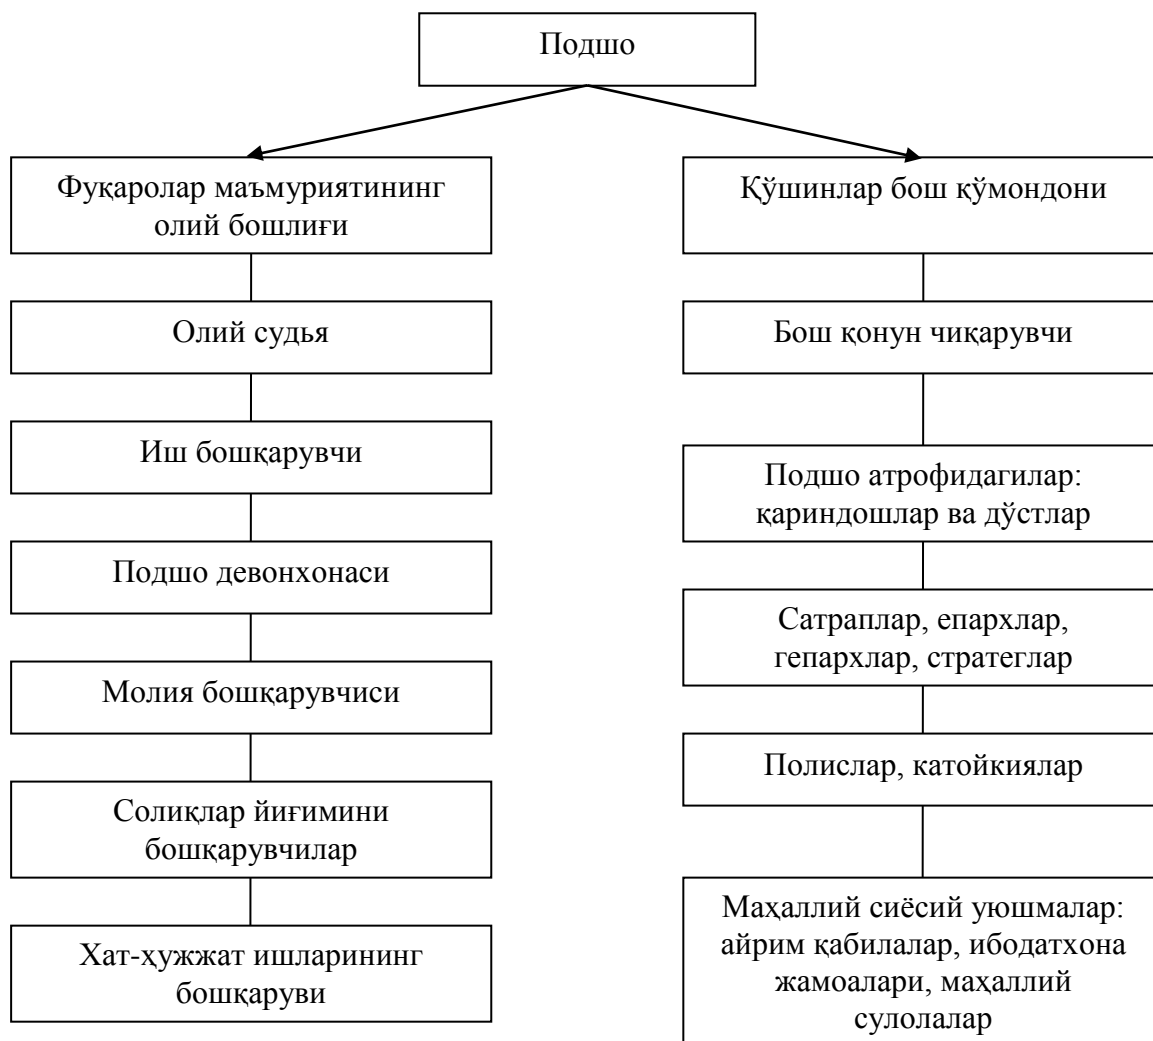 Подшо
Фуқаролар маъмуриятининг
олий бошлиғи
Олий судья
Иш бошқарувчи
Подшо девонхонаси
Молия бошқарувчиси
Солиқлар йиғимини
бошқарувчилар
Хат-ҳужжат ишларининг
бошқаруви
Қўшинлар бош қўмондони
Бош қонун чиқарувчи
Подшо атрофидагилар:
қариндошлар ва дўстлар
Сатраплар, епархлар,
гепархлар, стратеглар
Полислар, катойкиялар
Маҳаллий сиёсий уюшмалар:
айрим қабилалар, ибодатхона
жамоалари, маҳаллий
сулолалар